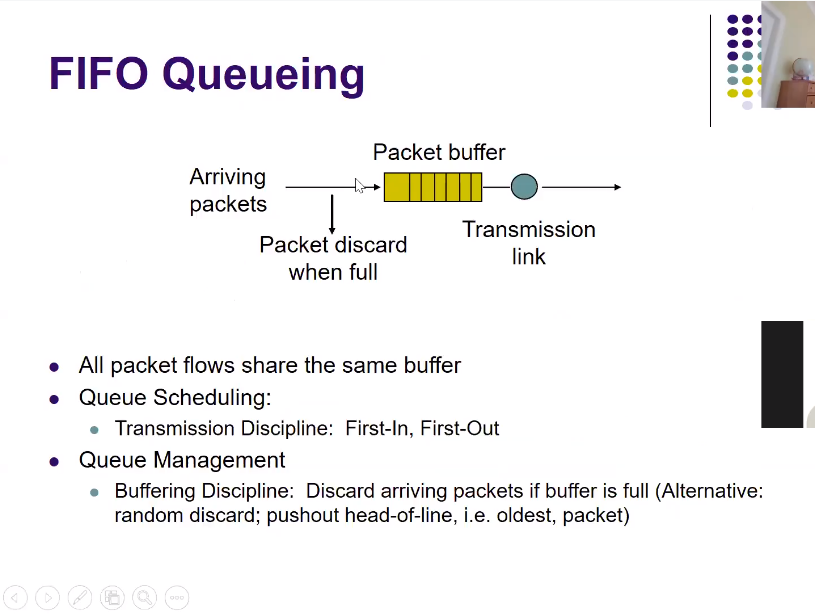 FIFO Queueing
Packet buffer
Arriving
packets
Packet discard
when full
Transmission
link
All packet flows share the same buffer
Queue Scheduling:
Transmission Discipline: First-In, First-Out
Queue Management
Buffering Discipline: Discard arriving packets if buffer is full (Alternative:
random discard; pushout head-of-line, i.e. oldest, packet)